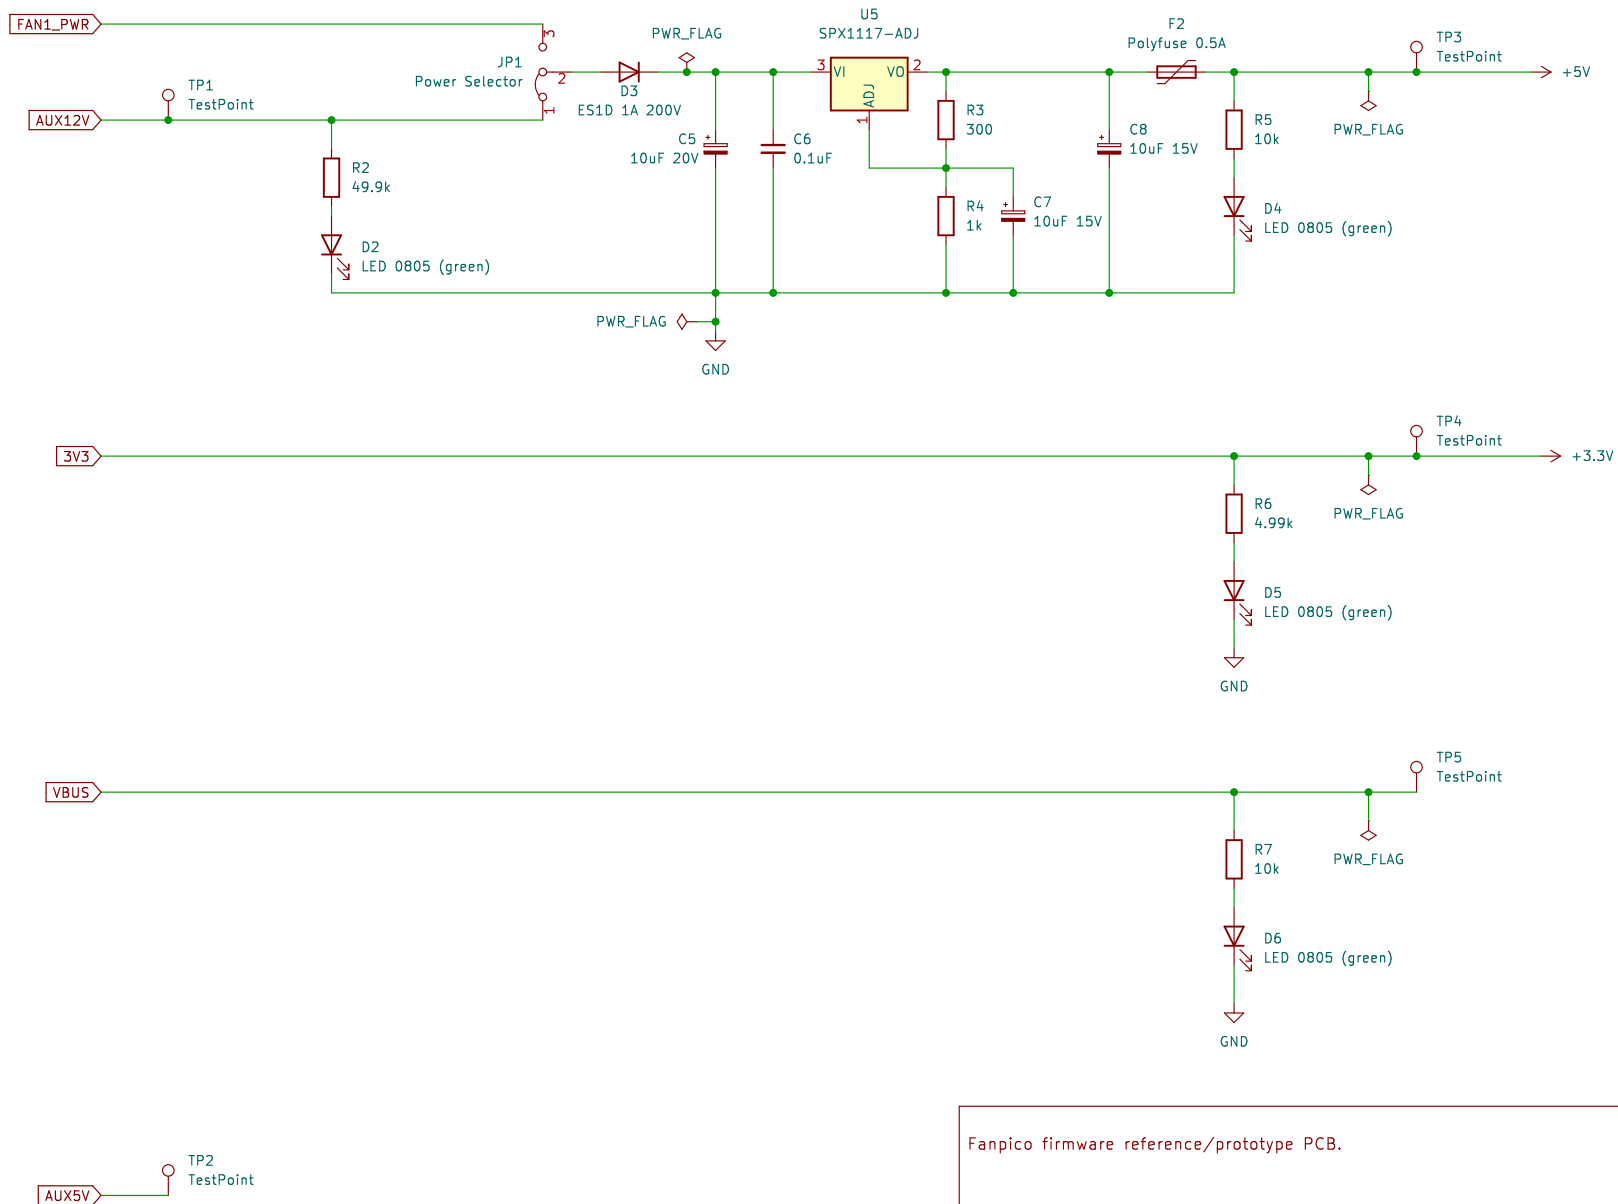 FAN1_PWR
AUX12V
TP1
TestPoint
R2
49.9k
D2
LED 0805 (green)
JP1
Power Selector
3
2
1
D3
ES1D 1A 200V
PWR_FLAG
C5
10uF 20V
C6
0.1uF
U5
SPX1117-ADJ
3
VI
VO
2
ADJ
1
R3
300
R4
1k
C7
10uF 15V
C8
10uF 15V
F2
Polyfuse 0.5A
R5
10k
D4
LED 0805 (green)
PWR_FLAG
TP3
TestPoint
+5V
PWR_FLAG
GND
3V3
TP4
TestPoint
+3.3V
R6
4.99k
PWR_FLAG
D5
LED 0805 (green)
GND
VBUS
TP5
TestPoint
R7
10k
PWR_FLAG
D6
LED 0805 (green)
GND
TP2
TestPoint
AUX5V
Fanpico firmware reference/prototype PCB.